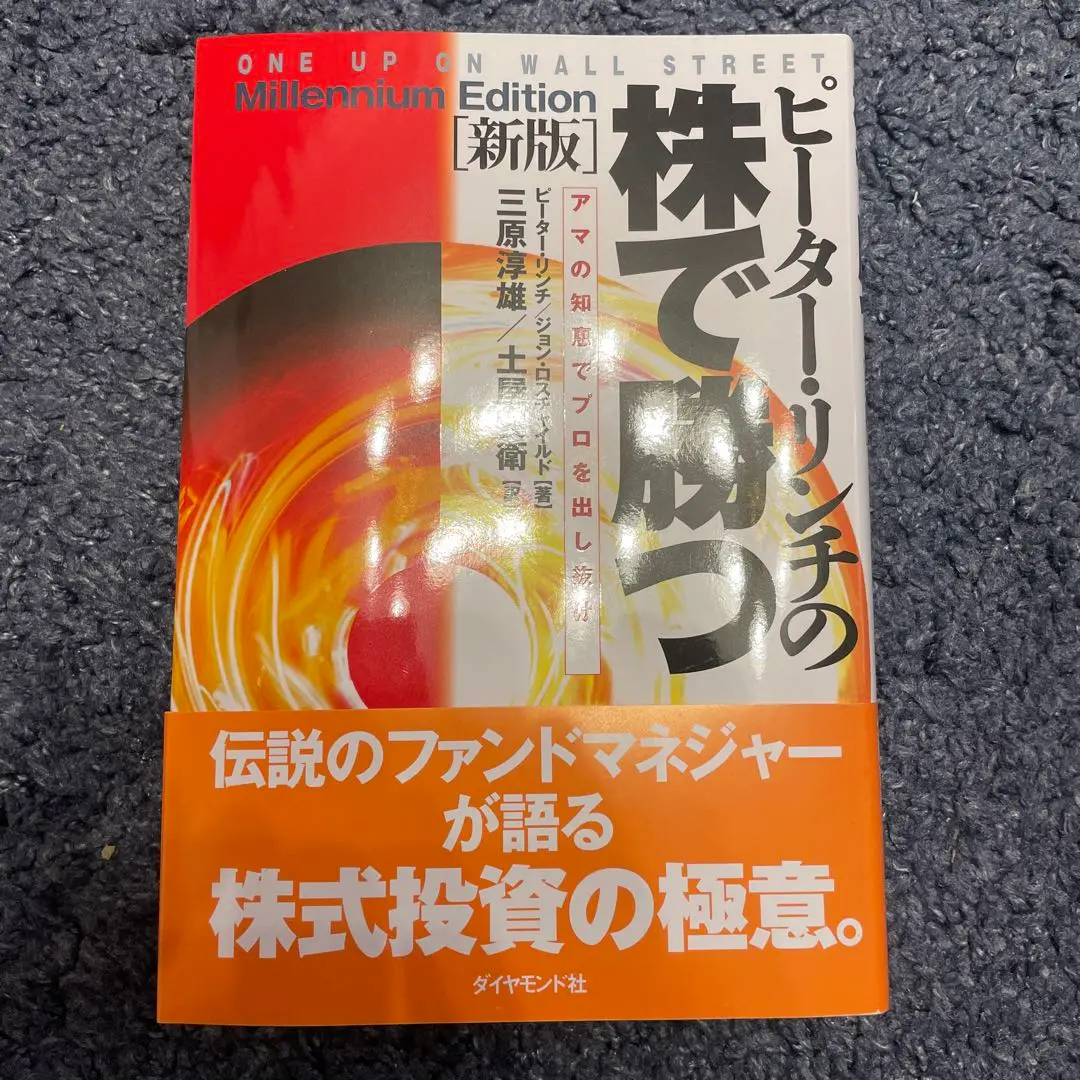 ONE UP ON WALL STREET
Millennium Edition
[新版]
ピーター・リンチの
株で勝つ
アマの知恵でプロを出し抜け
ピーター・リンチ/ジョン・ロスチャイルド[著]
三原淳雄/土屋 衛[訳]
伝説のファンドマネジャー
が語る
株式投資の極意。
ダイヤモンド社